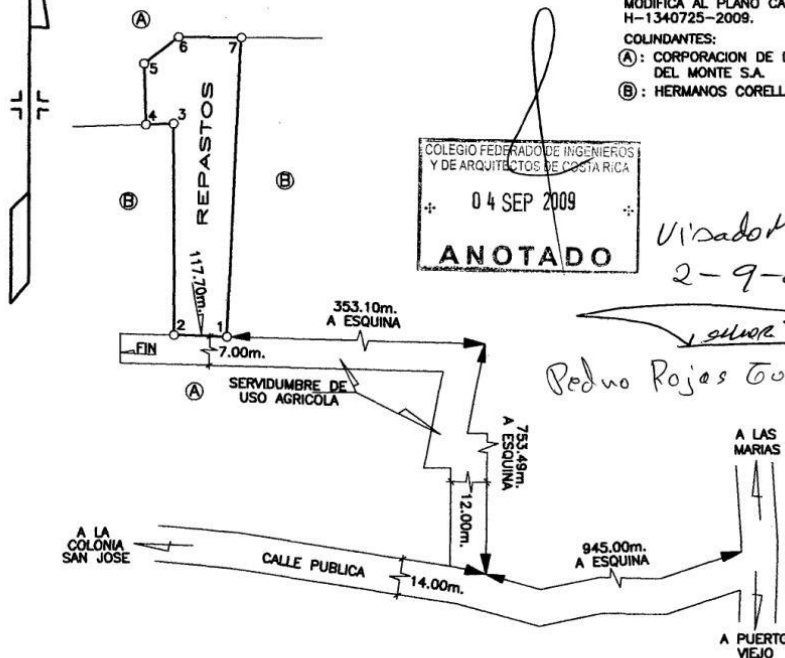 MODIFICA AL PLANO
H-1340725-2009.
COLINDANTES:
Ⓐ: CORPORACION DE
DEL MONTE S.A.
Ⓑ: HERMANOS
Ⓐ
6
7
5
4
3
REPASTOS
Ⓑ
Ⓑ
COLEGIO FEDERADO DE INGENIEROS
Y DE ARQUITECTOS DE COSTA RICA
04 SEP 2009
ANOTADO
2-9-
Pedro Rojas
117.70m.
2
1
353.10m.
A ESQUINA
FIN
7.00m.
Ⓐ
SERVIDUMBRE DE
USO AGRICOLA
753.49m.
A ESQUINA
12.00m.
A LAS
MARIAS
A LA
COLONIA
SAN JOSE
CALLE PUBLICA
14.00m.
945.00m.
A ESQUINA
A PUERTO
VIEJO